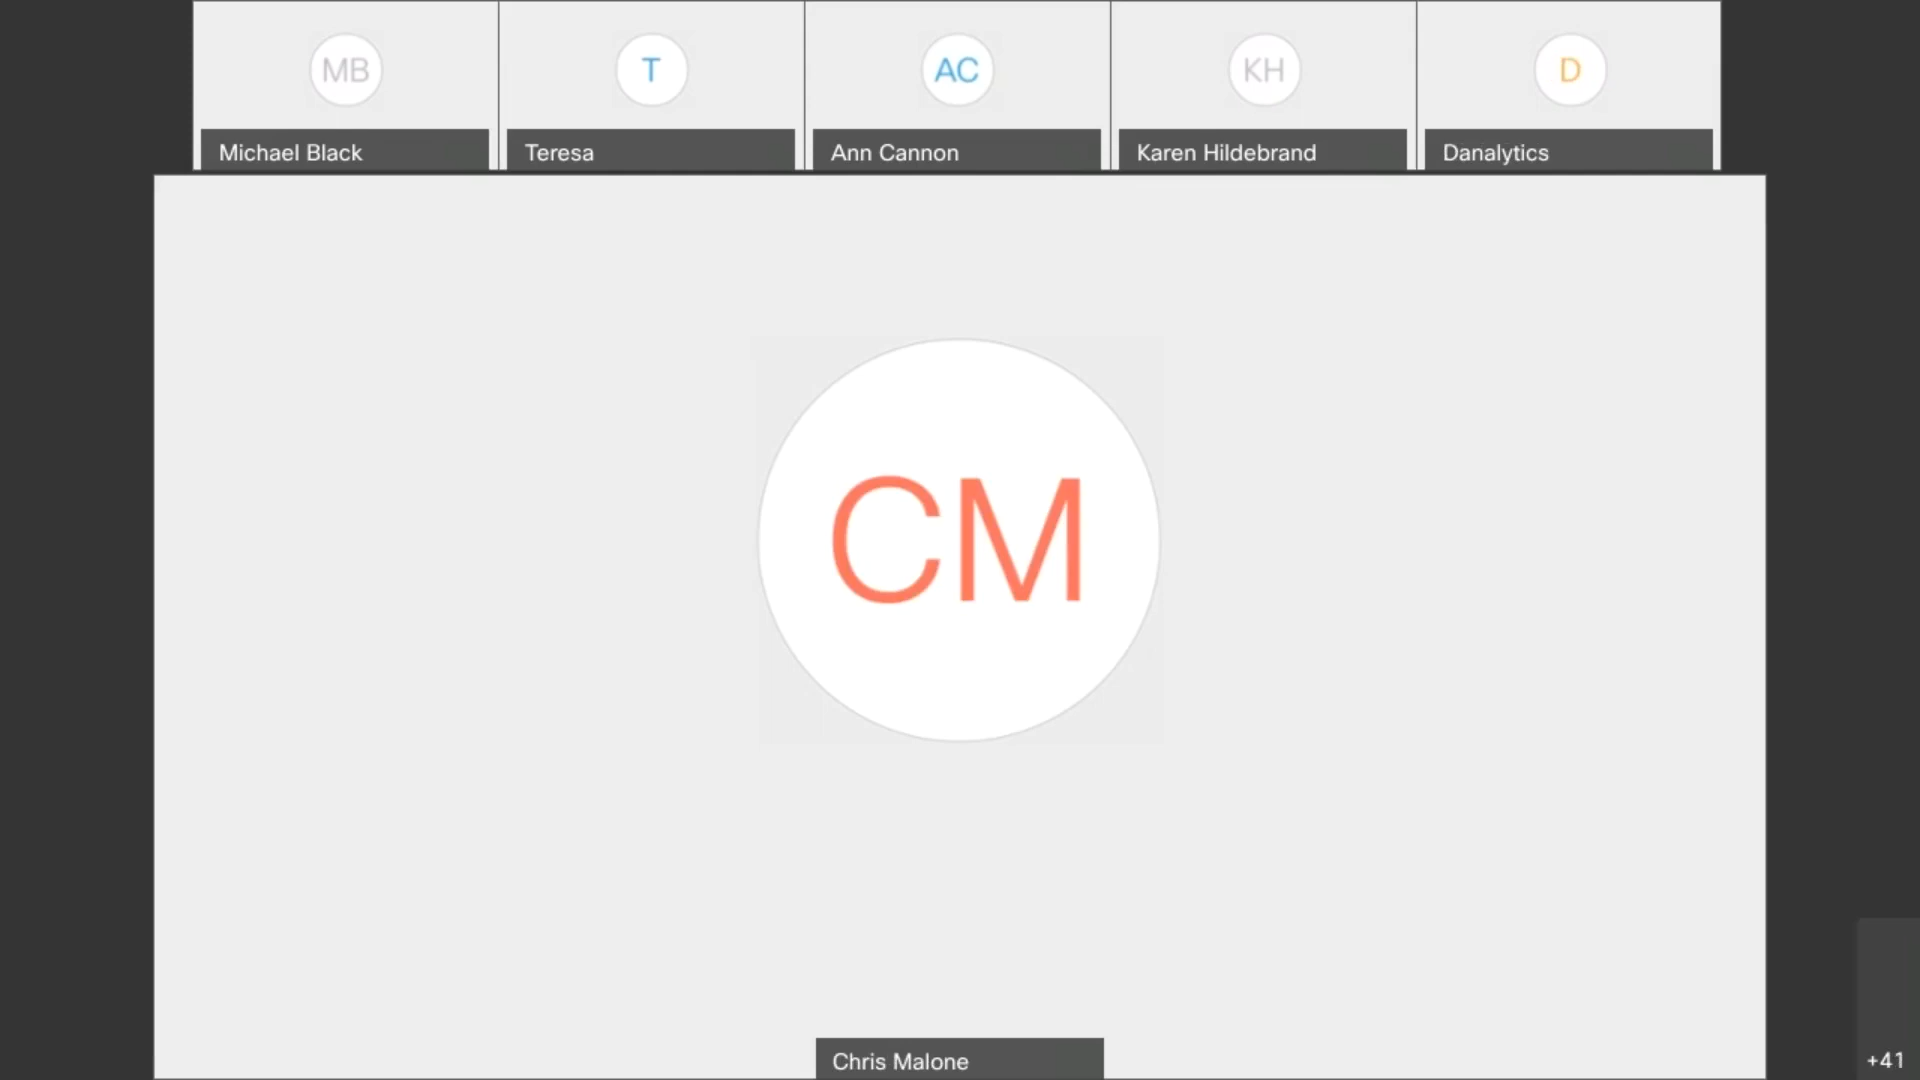 MB
T
AC
KH
D
Michael Black
Teresa
Ann Cannon
Karen Hildebrand
Danalytics
CM
Chris Malone
+41